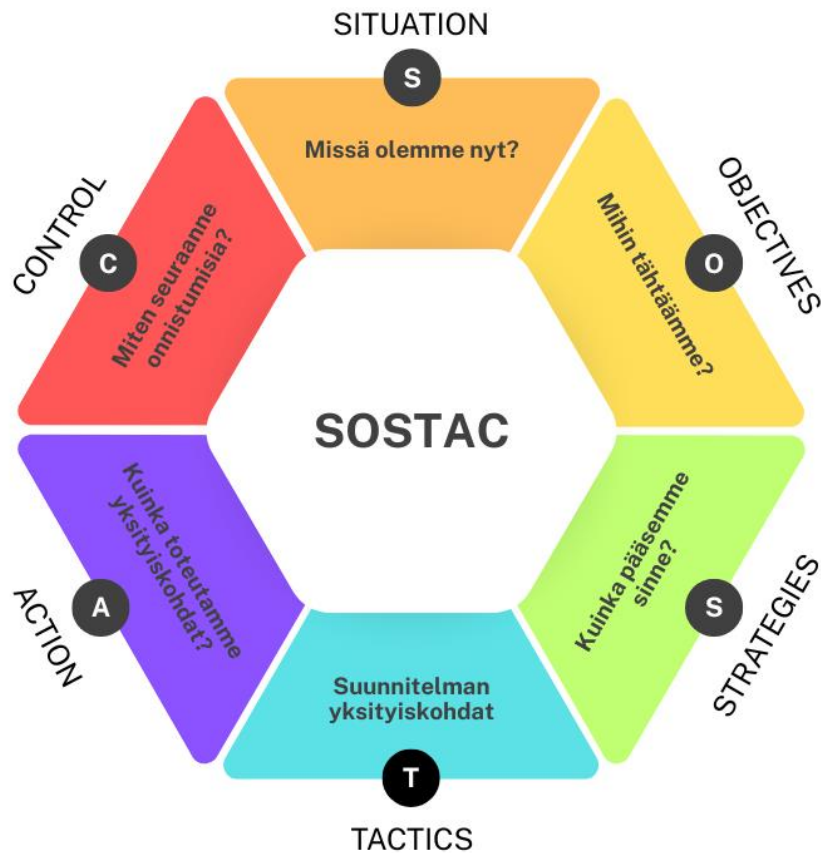 SITUATION
S
Missä olemme nyt?
OBJECTIVES
O
Mihin tähtäämme?
STRATEGIES
S
Kuinka pääsemme
sinne?
TACTICS
T
Suunnitelman
yksityiskohdat
ACTION
A
Kuinka toteutamme
yksityiskohdat?
CONTROL
C
Miten seuraanne
onnistumisia?
SOSTAC